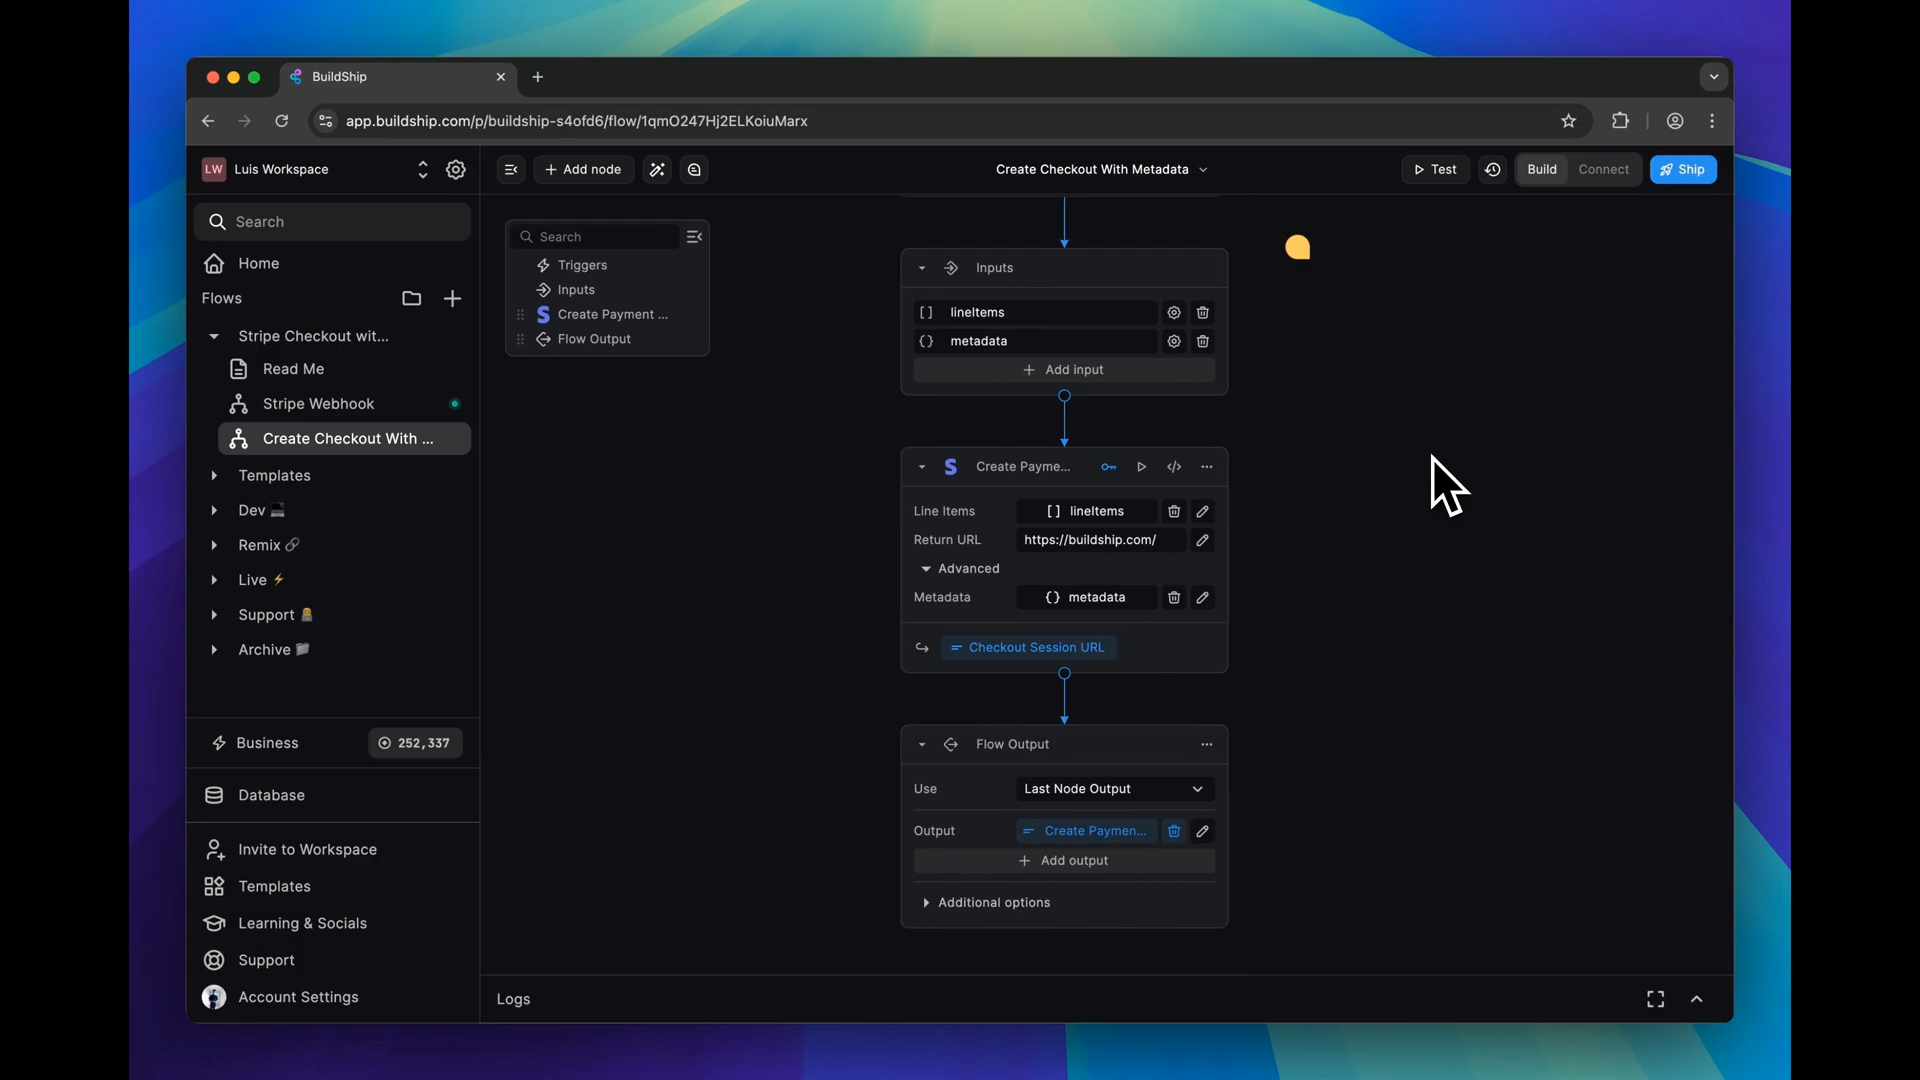 BuildShip
app.buildship.com/p/buildship-s4ofd6/flow/1qmO247Hj2ELKoiuMarx
LW Luis Workspace
Add node
Create Checkout With Metadata
Test
Build
Connect
Ship
Search
Home
Flows
Stripe Checkout wit...
Read Me
Stripe Webhook
Create Checkout With ...
Templates
Dev
Remix
Live
Support
Archive
Business
252,337
Database
Invite to Workspace
Templates
Learning & Socials
Support
Account Settings
Search
Triggers
Inputs
Create Payment ...
Flow Output
Inputs
[] lineItems
{} metadata
Add input
Create Payme...
Line Items [] lineItems
Return URL https://buildship.com/
Advanced
Metadata {} metadata
Checkout Session URL
Flow Output
Use Last Node Output
Output Create Paymen...
Add output
Additional options
Logs